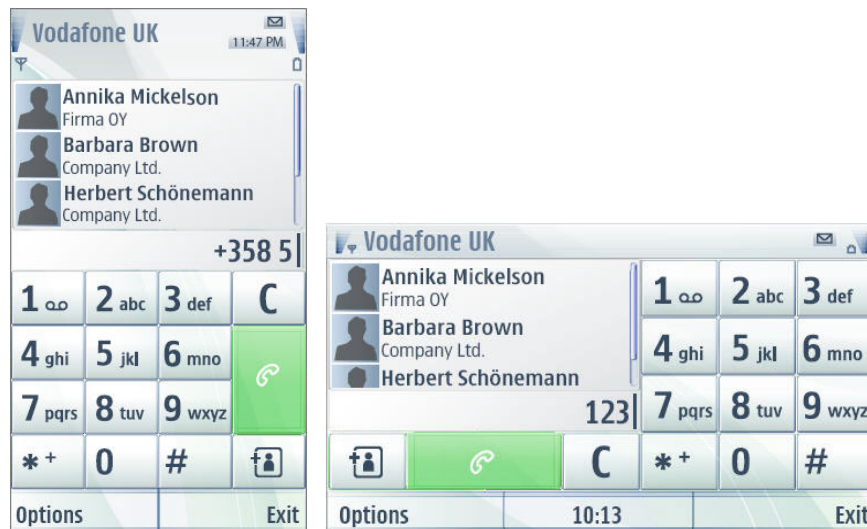 Vodafone UK
11:47 PM
Annika Mickelson
Firma OY
Barbara Brown
Company Ltd.
Herbert Schönemann
Company Ltd.
+358 5
1 2 abc 3 def C
4 ghi 5 jkl 6 mno
7 pqrs 8 tuv 9 wxyz
* + 0 #
Options Exit
Vodafone UK
Annika Mickelson
Firma OY
Barbara Brown
Company Ltd.
Herbert Schönemann
123
1 2 abc 3 def
4 ghi 5 jkl 6 mno
7 pqrs 8 tuv 9 wxyz
C * + 0 #
Options 10:13 Exit